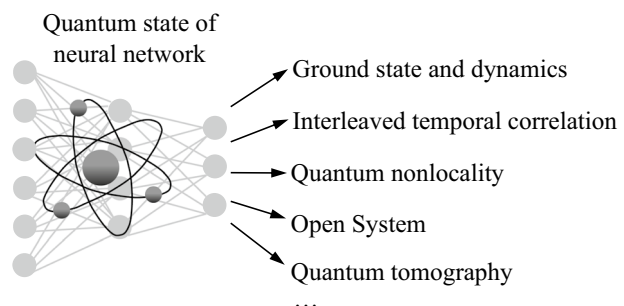 Quantum state of
neural network
Ground state and dynamics
Interleaved temporal correlation
Quantum nonlocality
Open System
Quantum tomography
...